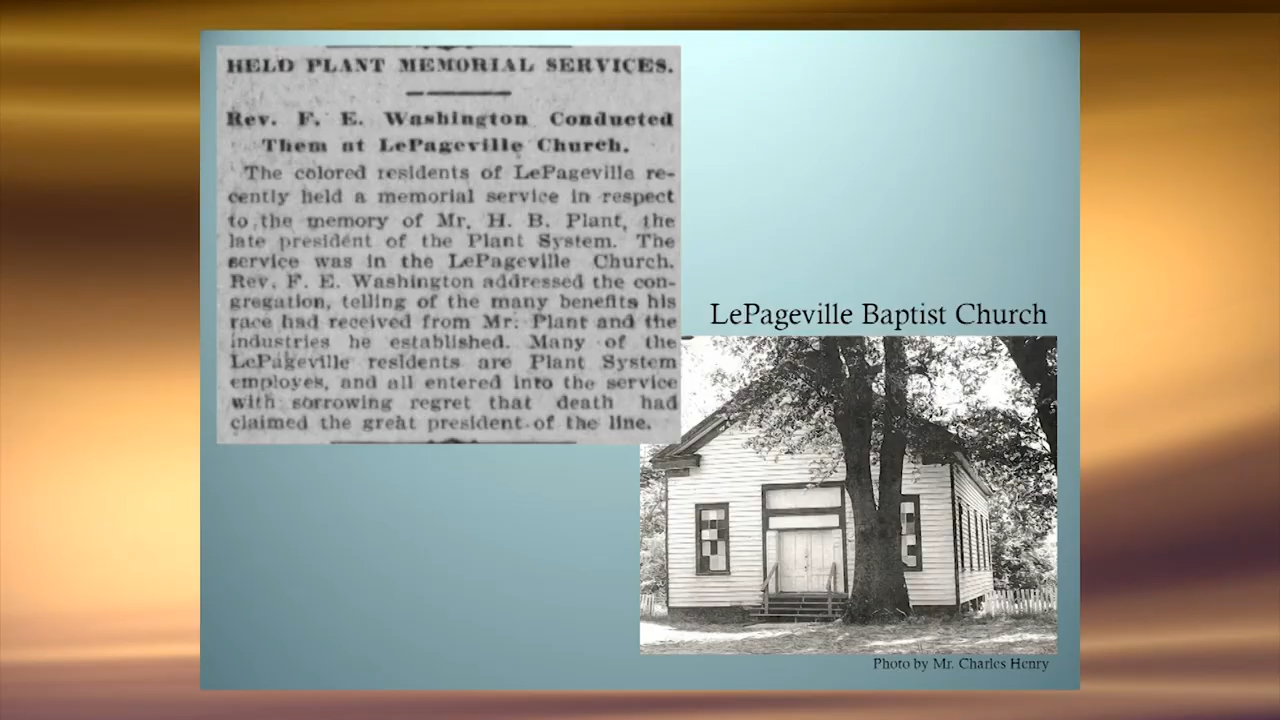 HELD PLANT MEMORIAL SERVICES.
Rev. F. E. Washington Conducted
Them at LePageville Church.
The colored residents of LePageville re-
cently held a memorial service in respect
to the memory of Mr. H. B. Plant, the
late president of the Plant System. The
service was in the LePageville Church.
Rev. F. E. Washington addressed the con-
gregation, telling of the many benefits his
race had received from Mr. Plant and the
industries he established. Many of the
LePageville residents are Plant System
employes, and all entered into the service
with sorrowing regret that death had
claimed the great president of the line.
LePageville Baptist Church
Photo by Mr. Charles Henry